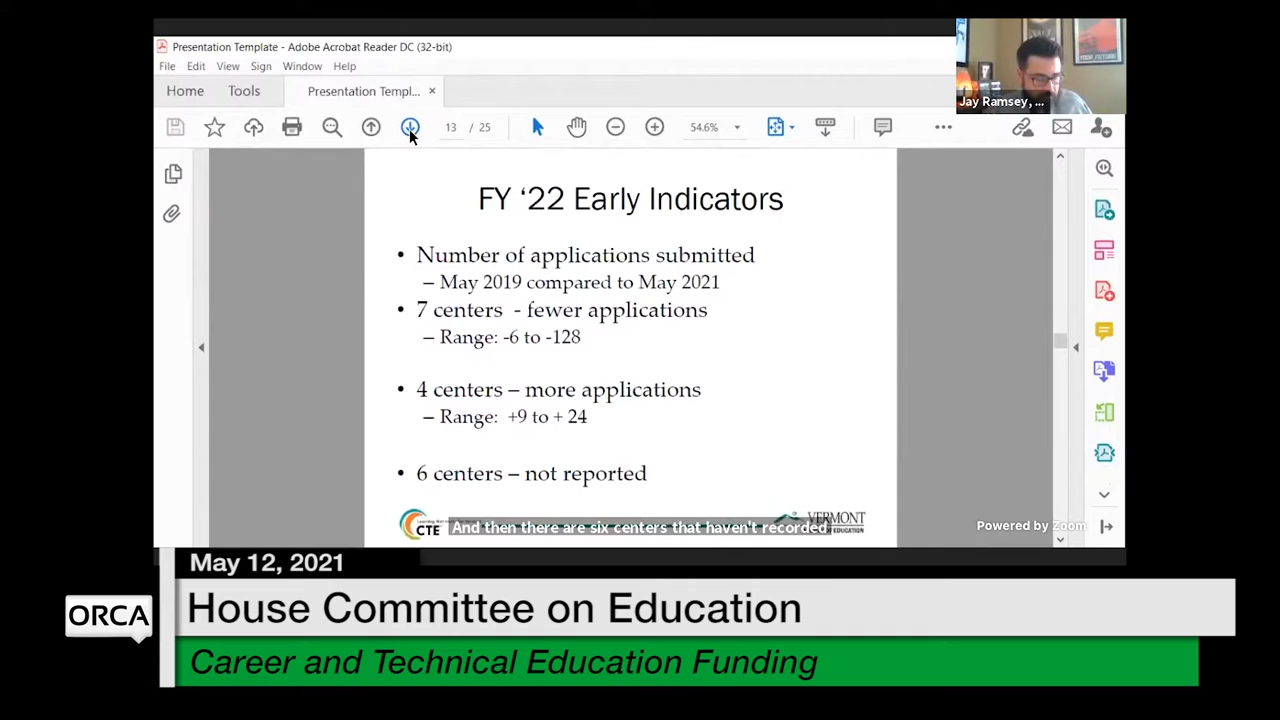 Presentation Template - Adobe Acrobat Reader DC (32-bit)
File Edit View Sign Window Help
Home Tools Presentation Templ... ×
13 / 25 54.6%
Jay Ramsey, ...
FY ‘22 Early Indicators
• Number of applications submitted
– May 2019 compared to May 2021
• 7 centers - fewer applications
– Range: -6 to -128
• 4 centers – more applications
– Range: +9 to + 24
• 6 centers – not reported
CTE
VERMONT
OF EDUCATION
And then there are six centers that haven't recorded
Powered by Zoom
May 12, 2021
ORCA
House Committee on Education
Career and Technical Education Funding